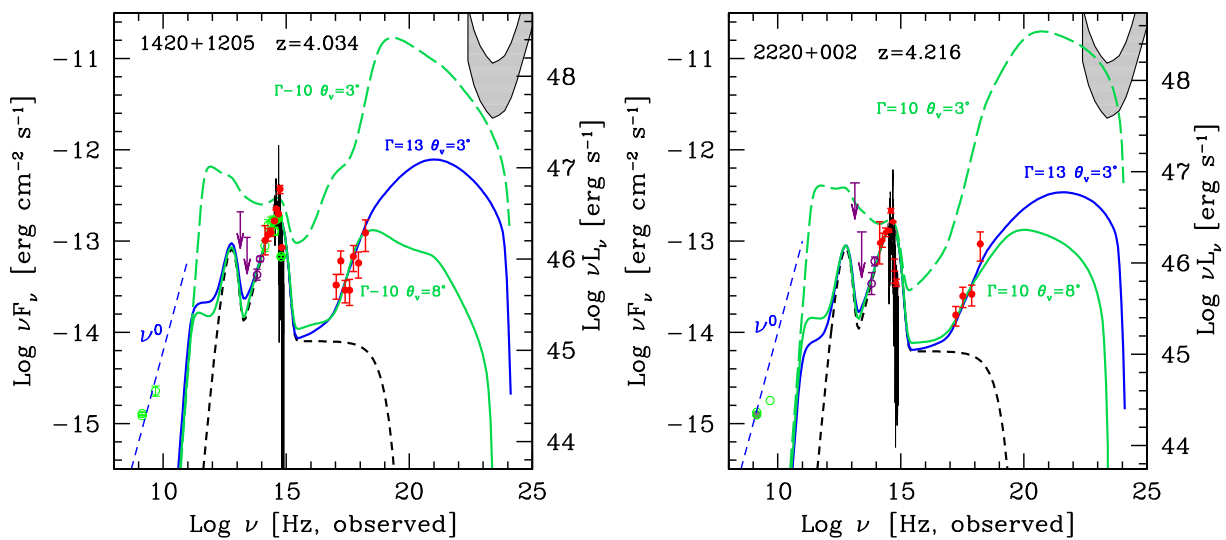 1420+1205 z=4.034
Γ−10 θᵥ=3°
Γ=13 θᵥ=3°
Γ−10 θᵥ=8°
ν⁰
−11
−12
−13
−14
−15
48
47
46
45
44
10 15 20 25
Log ν [Hz, observed]
Log νFᵥ [erg cm⁻² s⁻¹]
Log νLᵥ [erg s⁻¹]
2220+002 z=4.216
Γ=10 θᵥ=3°
Γ=13 θᵥ=3°
Γ=10 θᵥ=8°
ν⁰
−11
−12
−13
−14
−15
48
47
46
45
44
10 15 20 25
Log ν [Hz, observed]
Log νFᵥ [erg cm⁻² s⁻¹]
Log νLᵥ [erg s⁻¹]